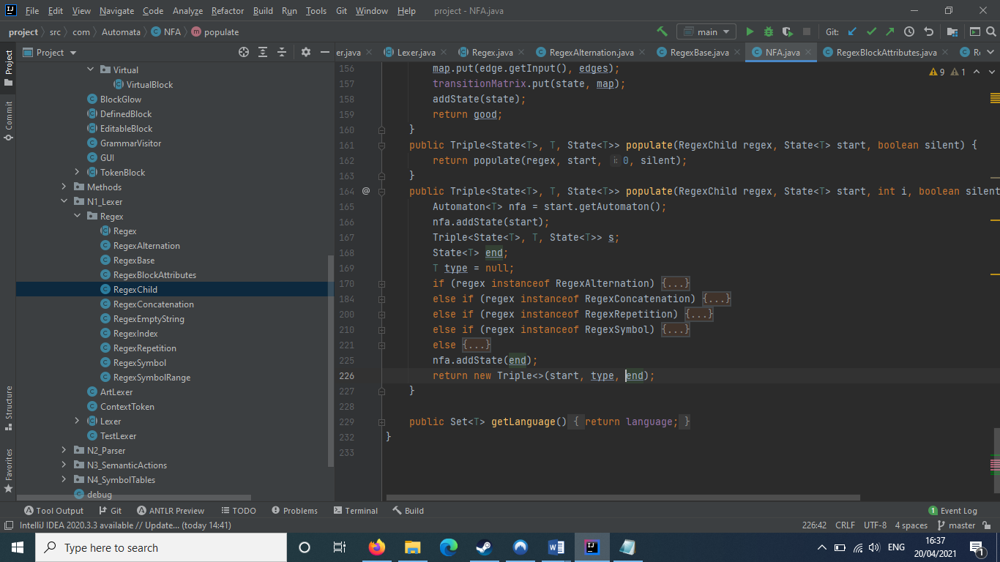 File Edit View Navigate Code Analyze Refactor Build Run Tools Git Window Help project - NFA.java
project src com Automata NFA populate main Git:
Project er.java Lexer.java Regex.java RegexAlternation.java RegexBase.java NFA.java RegexBlockAttributes.java Re
Project
Commit
Structure
Favorites
Virtual
VirtualBlock
BlockGlow
DefinedBlock
EditableBlock
GrammarVisitor
GUI
TokenBlock
Methods
N1_Lexer
Regex
Regex
RegexAlternation
RegexBase
RegexBlockAttributes
RegexChild
RegexConcatenation
RegexEmptyString
RegexIndex
RegexRepetition
RegexSymbol
RegexSymbolRange
ArtLexer
ContextToken
Lexer
TestLexer
N2_Parser
N3_SemanticActions
N4_SymbolTables
debug
9 1
156 map.put(edge.getInput(), edges);
157 transitionMatrix.put(state, map);
158 addState(state);
159 return good;
160 }
161 public Triple<State<T>, T, State<T>> populate(RegexChild regex, State<T> start, boolean silent) {
162 return populate(regex, start, i: 0, silent);
163 }
164 @ public Triple<State<T>, T, State<T>> populate(RegexChild regex, State<T> start, int i, boolean silent
165 Automaton<T> nfa = start.getAutomaton();
166 nfa.addState(start);
167 Triple<State<T>, T, State<T>> s;
168 State<T> end;
169 T type = null;
170 if (regex instanceof RegexAlternation) {...}
184 else if (regex instanceof RegexConcatenation) {...}
200 else if (regex instanceof RegexRepetition) {...}
210 else if (regex instanceof RegexSymbol) {...}
221 else {...}
225 nfa.addState(end);
226 return new Triple<>(start, type, end);
227 }
228
229 public Set<T> getLanguage() { return language; }
232 }
233
Tool Output Git ANTLR Preview TODO Problems Terminal Build 1 Event Log
IntelliJ IDEA 2020.3.3 available // Update... (today 14:41) 226:42 CRLF UTF-8 4 spaces master
Type here to search ENG 16:37
20/04/2021 1